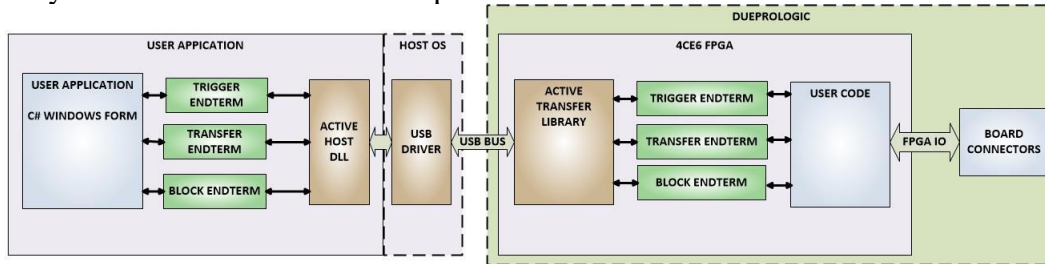 DUEPROLOGIC
USER APICATION
HOST OS
4CE6 FPGA
USER APPLICATION
C# WINDOWS FORM
TRIGGER
ENDTERM
TRANSFER
ENDTERM
BLOCK ENDTERM
ACTIVE
HOST
DLL
USB
DRIVER
USB BUS
ACTIVE
TRANSFER
LIBRARY
TRIGGER ENDTERM
TRANSFER ENDTERM
BLOCK ENDTERM
USER CODE
FPGA IO
BOARD
CONNECTORS